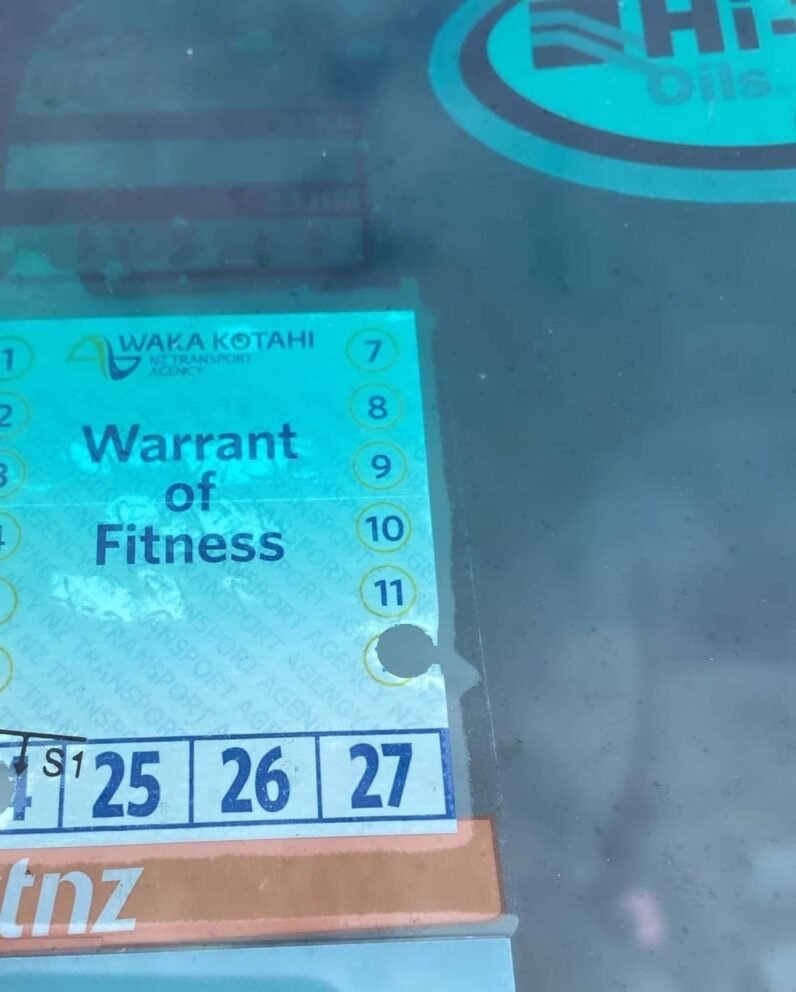 Hi-
Oils
WAKA KOTAHI
NZ TRANSPORT
AGENCY
1
7
2
8
Warrant
3
9
of
10
Fitness
11
S1
25
26
27
tnz